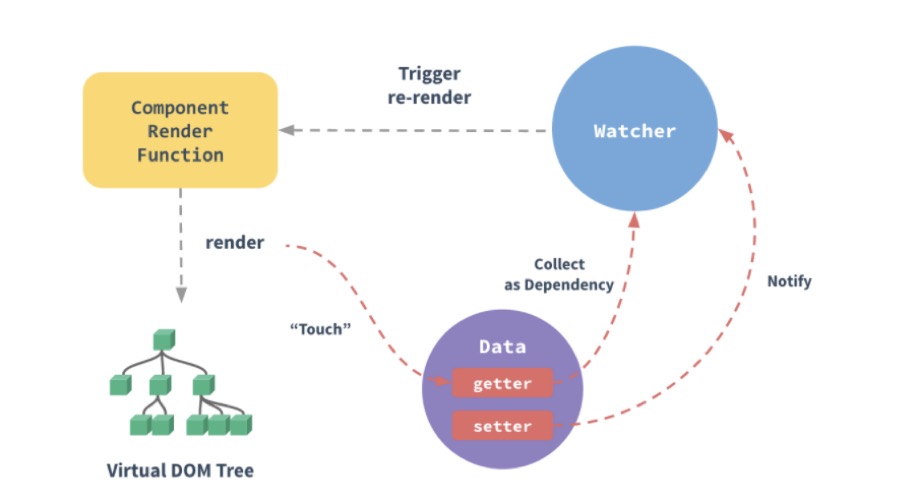 Trigger
re-render
Component
Render
Function
Watcher
render
Collect
as Dependency
Notify
“Touch”
Data
getter
setter
Virtual DOM Tree